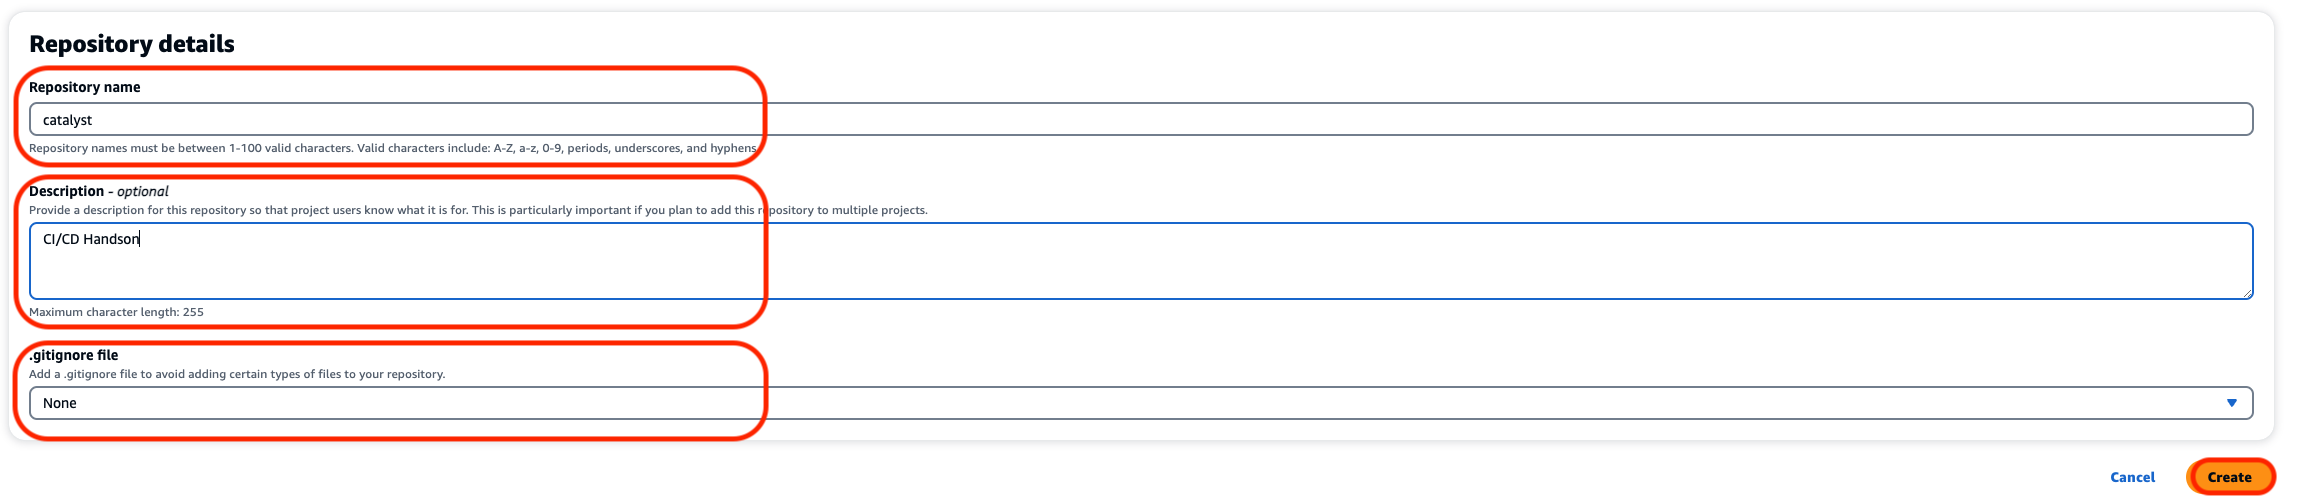 Repository details
Repository name
catalyst
Repository names must be between 1-100 valid characters. Valid characters include: A-Z, a-z, 0-9, periods, underscores, and hyphens
Description - optional
Provide a description for this repository so that project users know what it is for. This is particularly important if you plan to add this repository to multiple projects.
CI/CD Handson
Maximum character length: 255
.gitignore file
Add a .gitignore file to avoid adding certain types of files to your repository.
None
Cancel Create